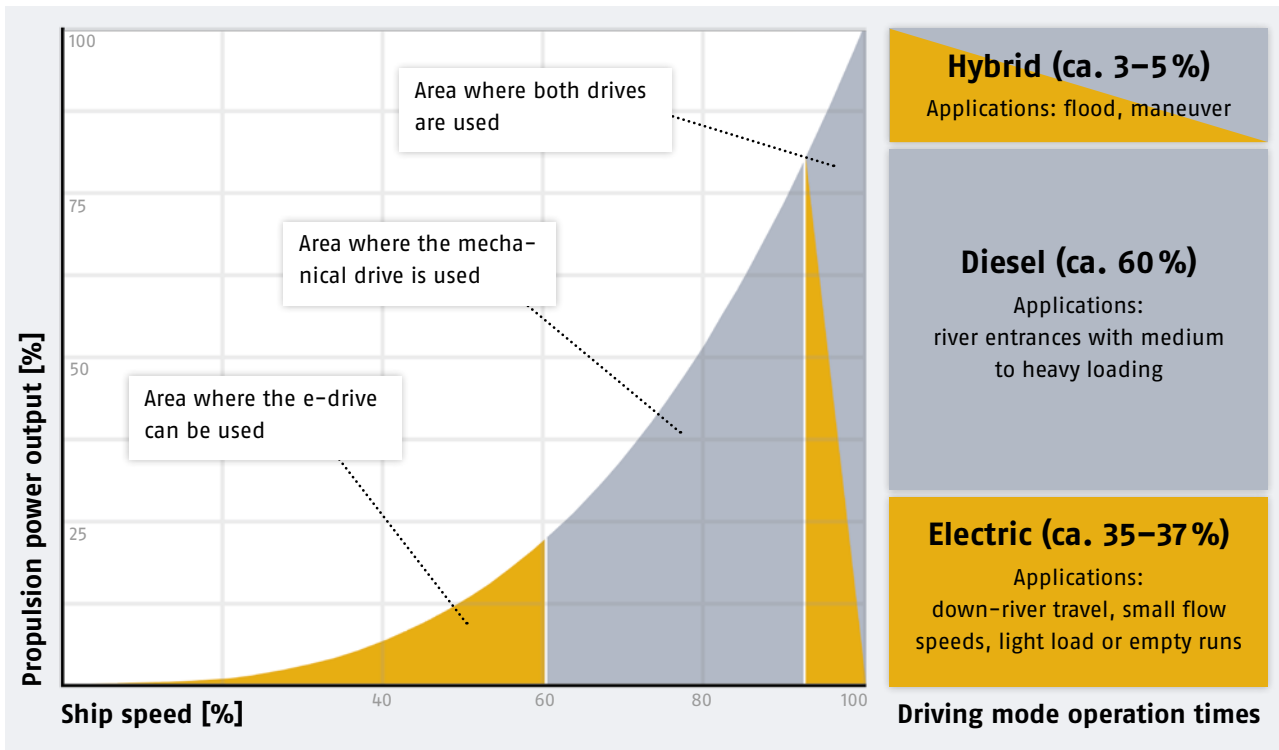 100
75
50
25
Propulsion power output [%]
Area where both drives
are used
Area where the mecha-
nical drive is used
Area where the e-drive
can be used
40
60
80
100
Ship speed [%]
Hybrid (ca. 3–5 %)
Applications: flood, maneuver
Diesel (ca. 60 %)
Applications:
river entrances with medium
to heavy loading
Electric (ca. 35–37 %)
Applications:
down-river travel, small flow
speeds, light load or empty runs
Driving mode operation times